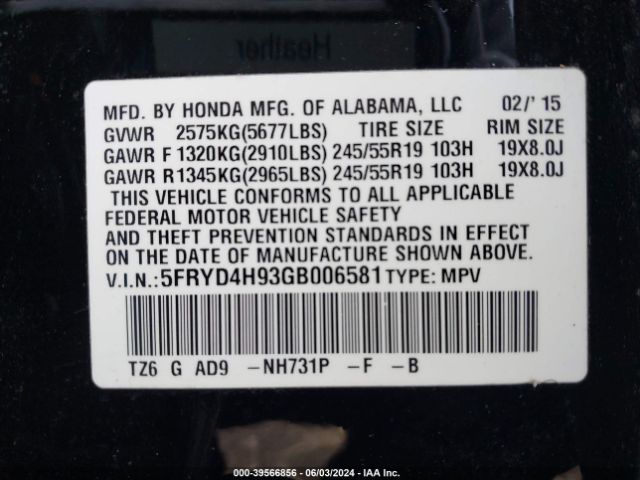 Heather
MFD. BY HONDA MFG. OF ALABAMA, LLC 02/' 15
GVWR 2575KG(5677LBS) TIRE SIZE RIM SIZE
GAWR F 1320KG(2910LBS) 245/55R19 103H 19X8.0J
GAWR R1345KG(2965LBS) 245/55R19 103H 19X8.0J
THIS VEHICLE CONFORMS TO ALL APPLICABLE
FEDERAL MOTOR VEHICLE SAFETY
AND THEFT PREVENTION STANDARDS IN EFFECT
ON THE DATE OF MANUFACTURE SHOWN ABOVE.
V.I.N.: 5FRYD4H93GB006581 TYPE: MPV
TZ6 G AD9 -NH731P -F -B
000-39566856 - 06/03/2024 - IAA Inc.